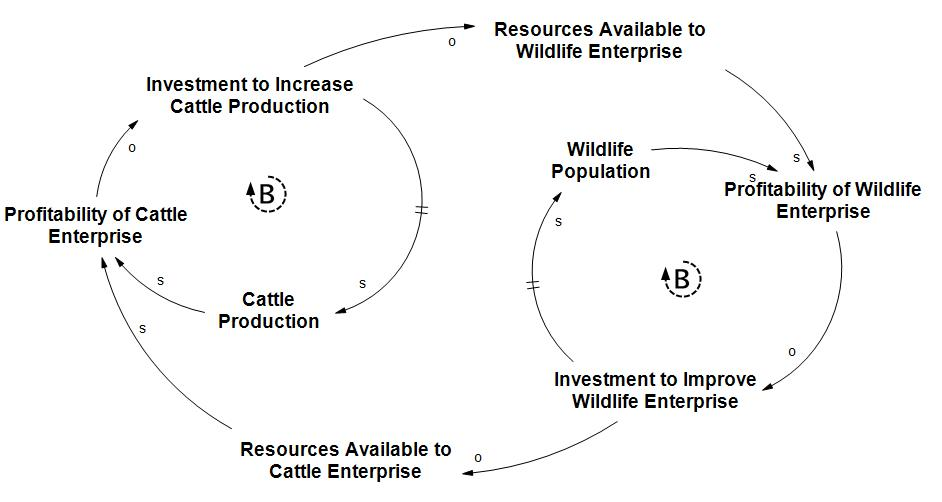 Resources Available to
Wildlife Enterprise
o
Investment to Increase
Cattle Production
o
Wildlife
Population
s
s
Profitability of Wildlife
Enterprise
B
Profitability of Cattle
Enterprise
s
B
s
s
Cattle
Production
s
o
Investment to Improve
Wildlife Enterprise
Resources Available to
Cattle Enterprise
o